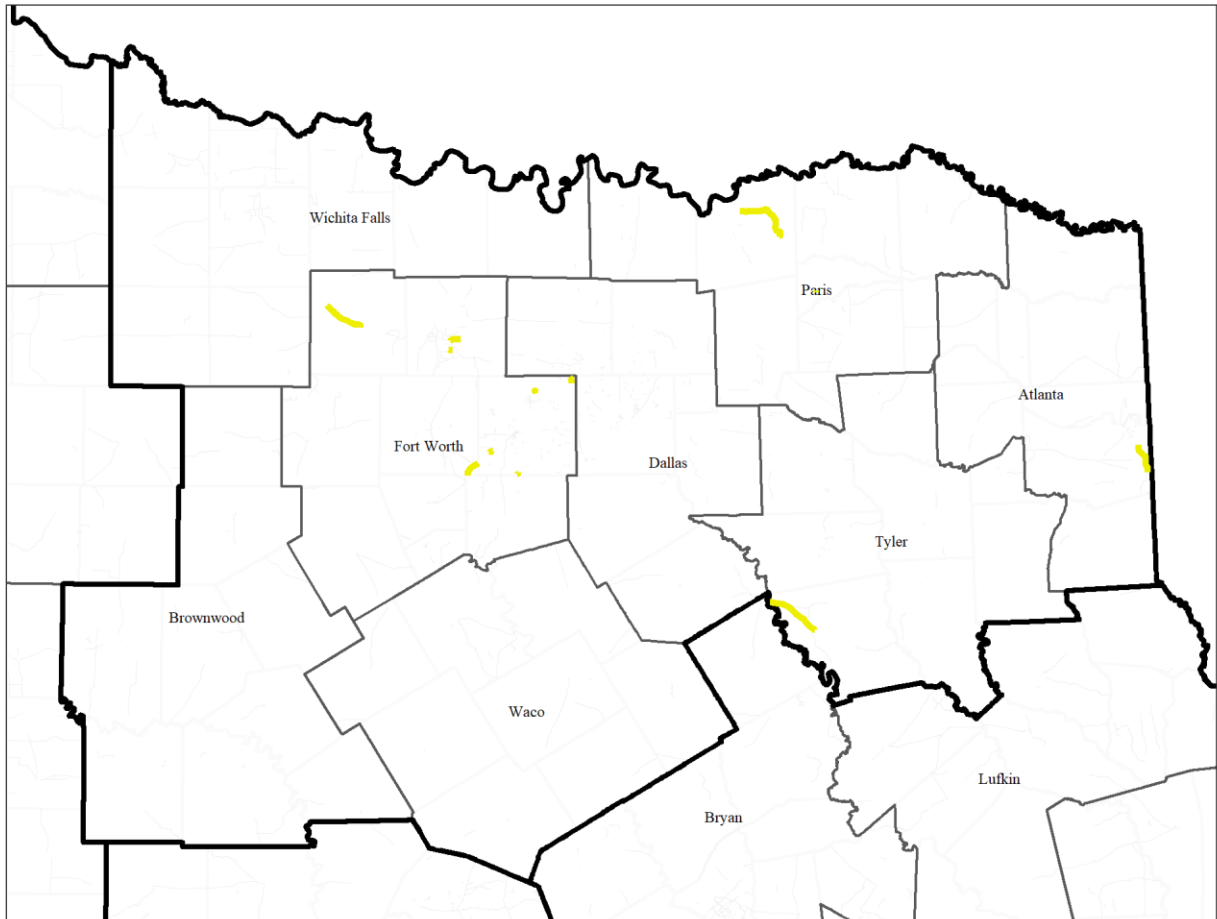 Wichita Falls
Paris
Atlanta
Fort Worth
Dallas
Tyler
Brownwood
Waco
Lufkin
Bryan